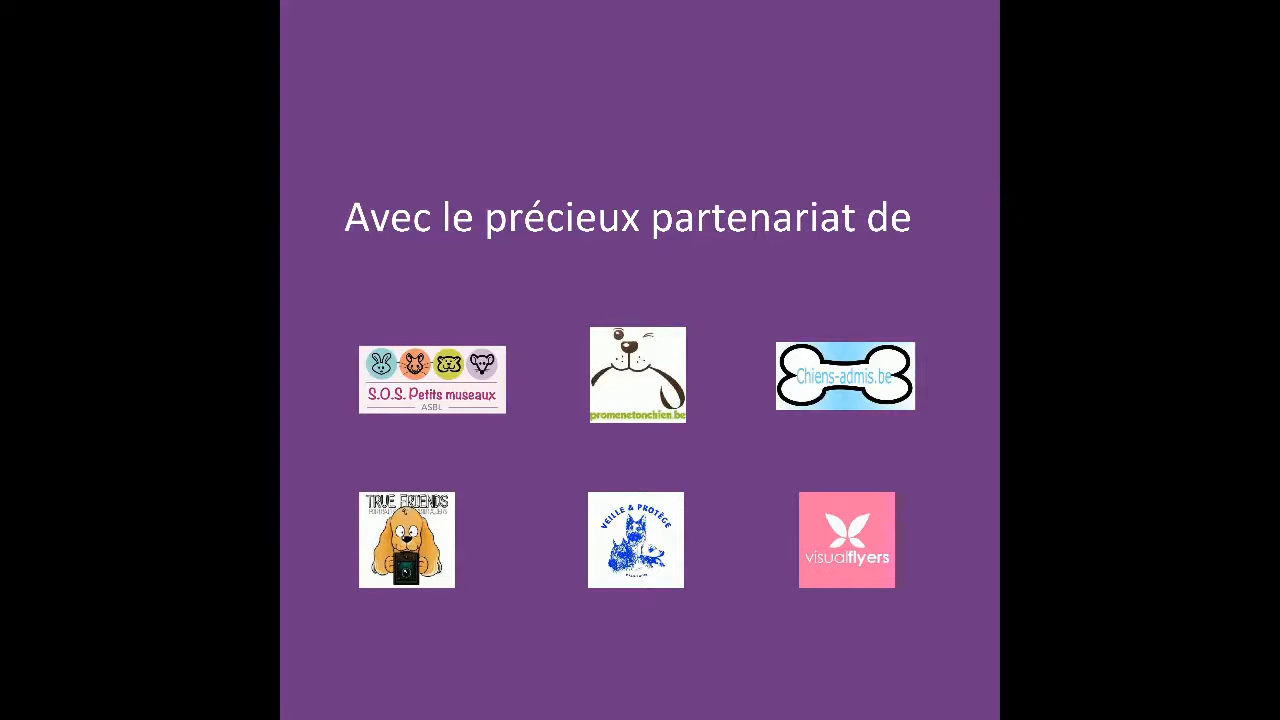 Avec le précieux partenariat de
S.O.S. Petits museaux
ASBL
promenetonchien.be
Chiens-admis.be
TRUE FRIENDS
VEILLE & PROTÈGE
visualflyers